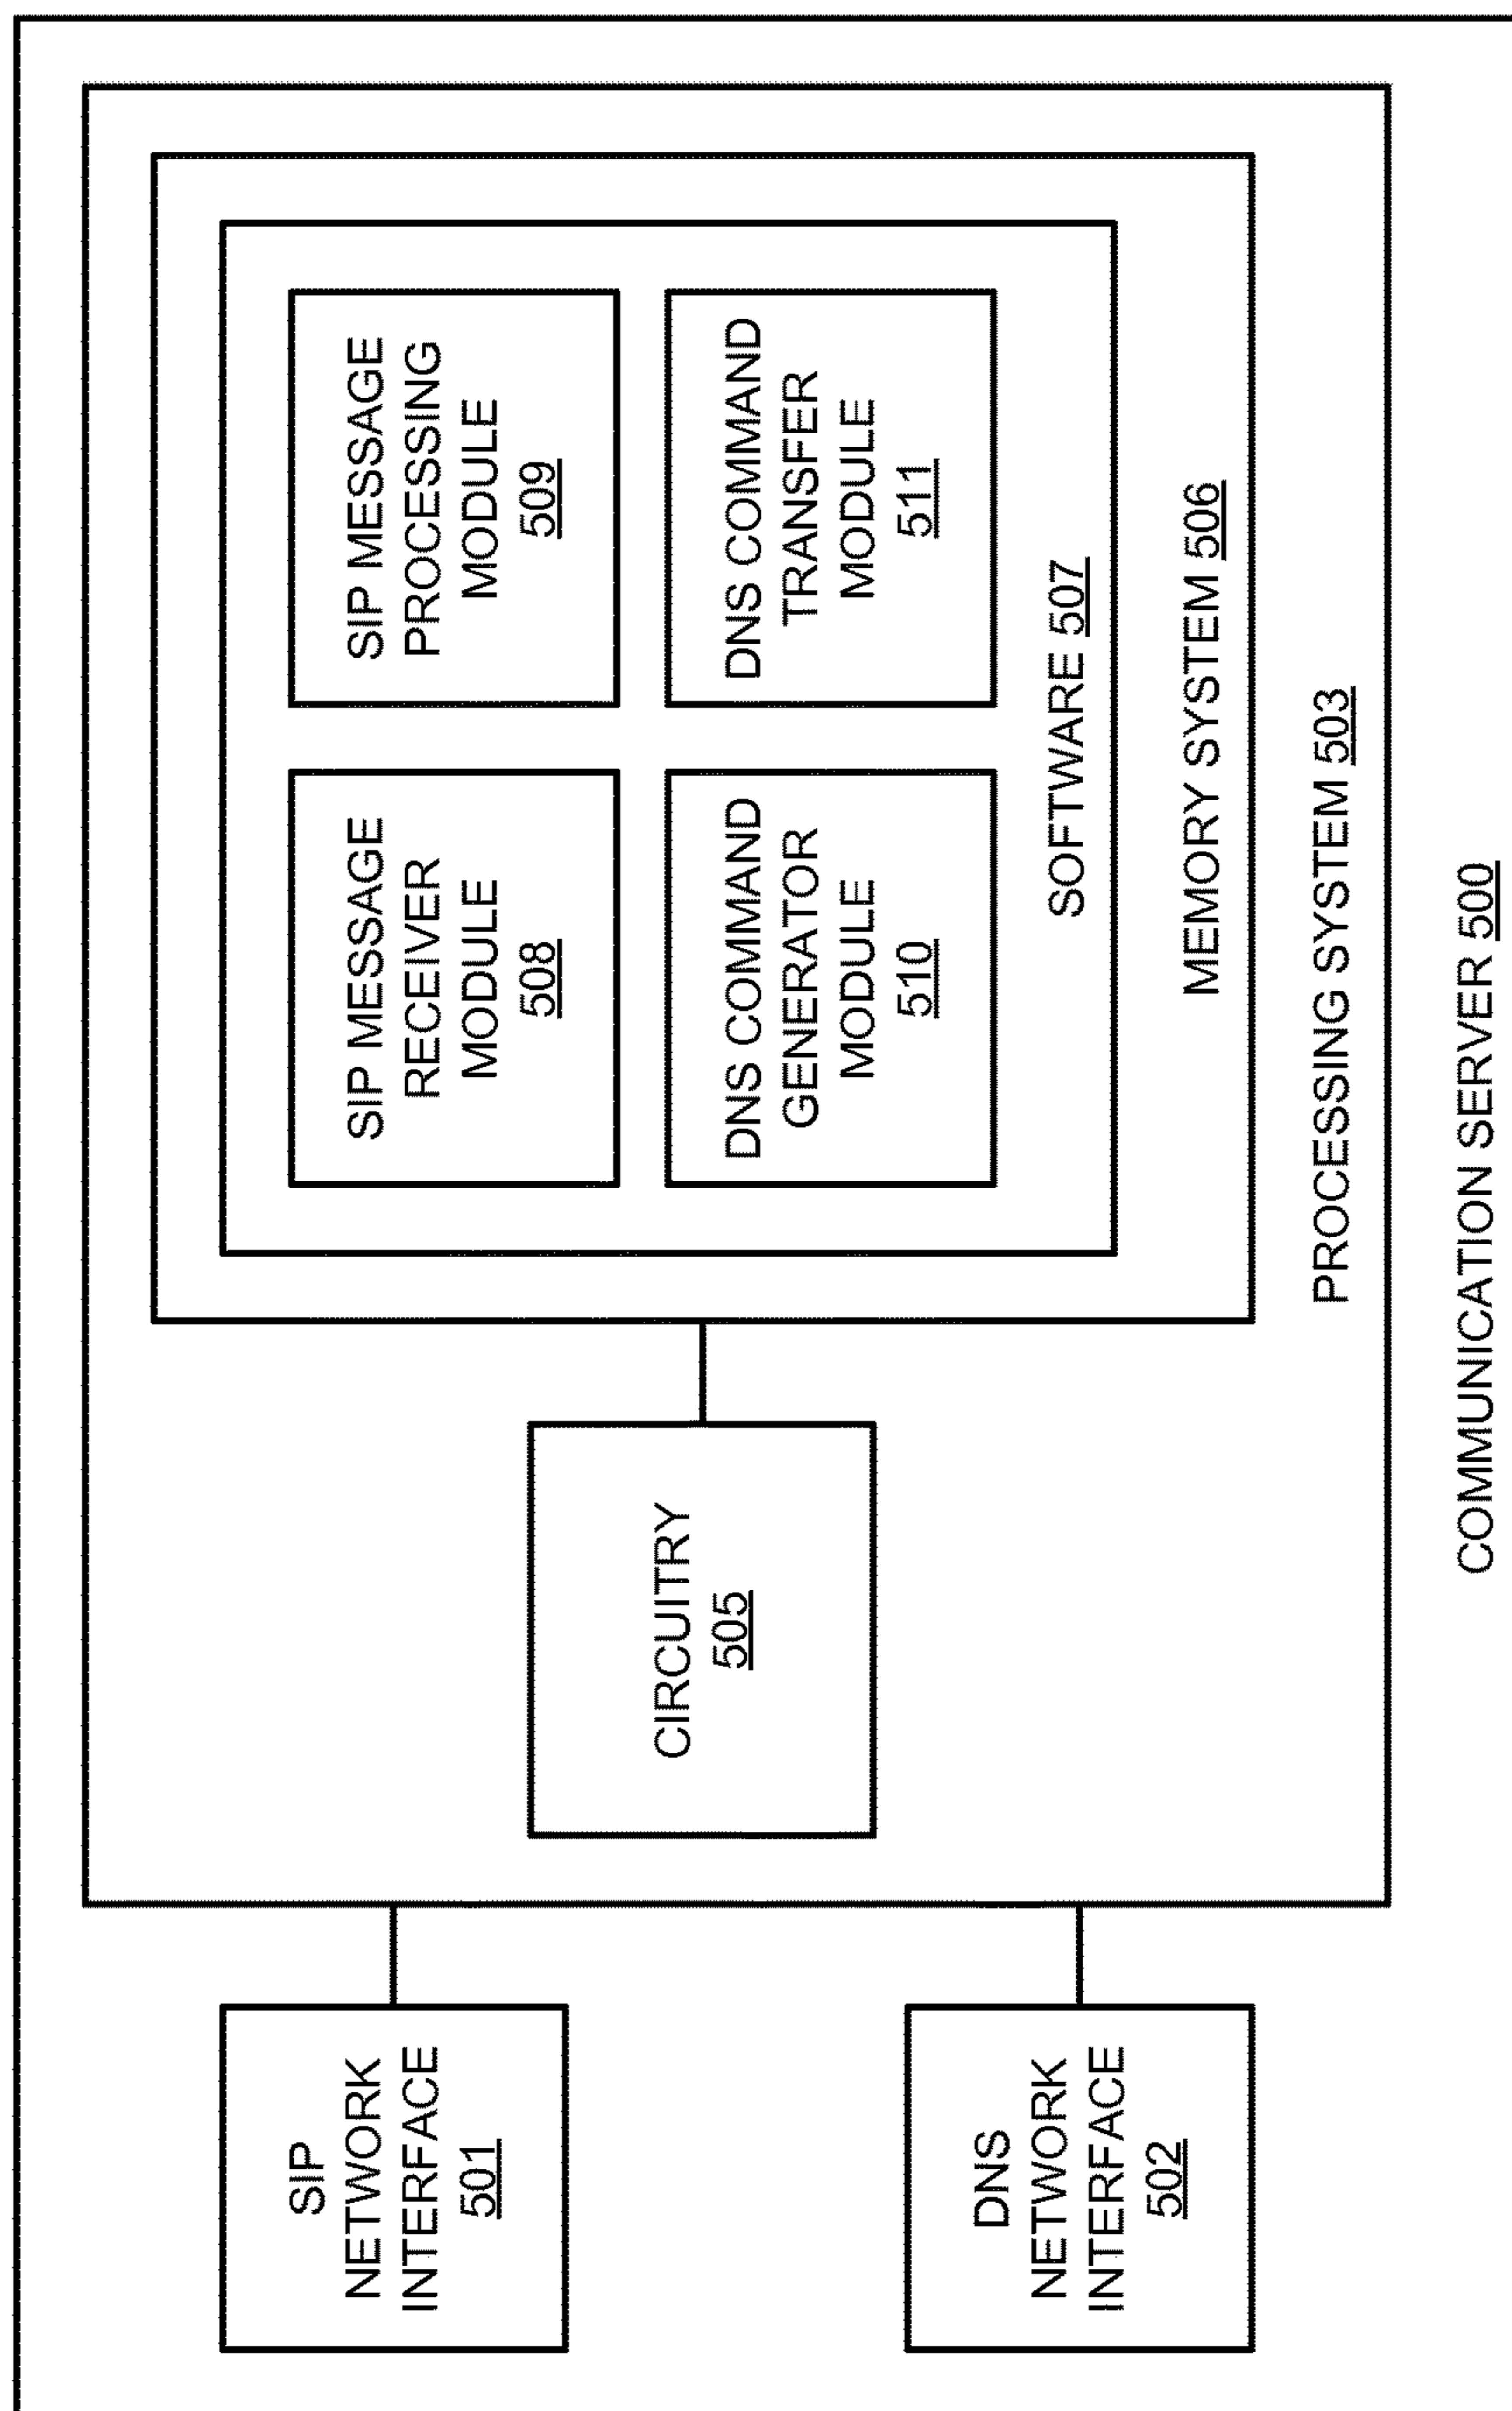 SIP
NETWORK
INTERFACE
501
DNS
NETWORK
INTERFACE
502
CIRCUITRY
505
SIP MESSAGE
RECEIVER
MODULE
508
SIP MESSAGE
PROCESSING
MODULE
509
DNS COMMAND
GENERATOR
MODULE
510
DNS COMMAND
TRANSFER
MODULE
511
SOFTWARE 507
MEMORY SYSTEM 506
PROCESSING SYSTEM 503
COMMUNICATION SERVER 500